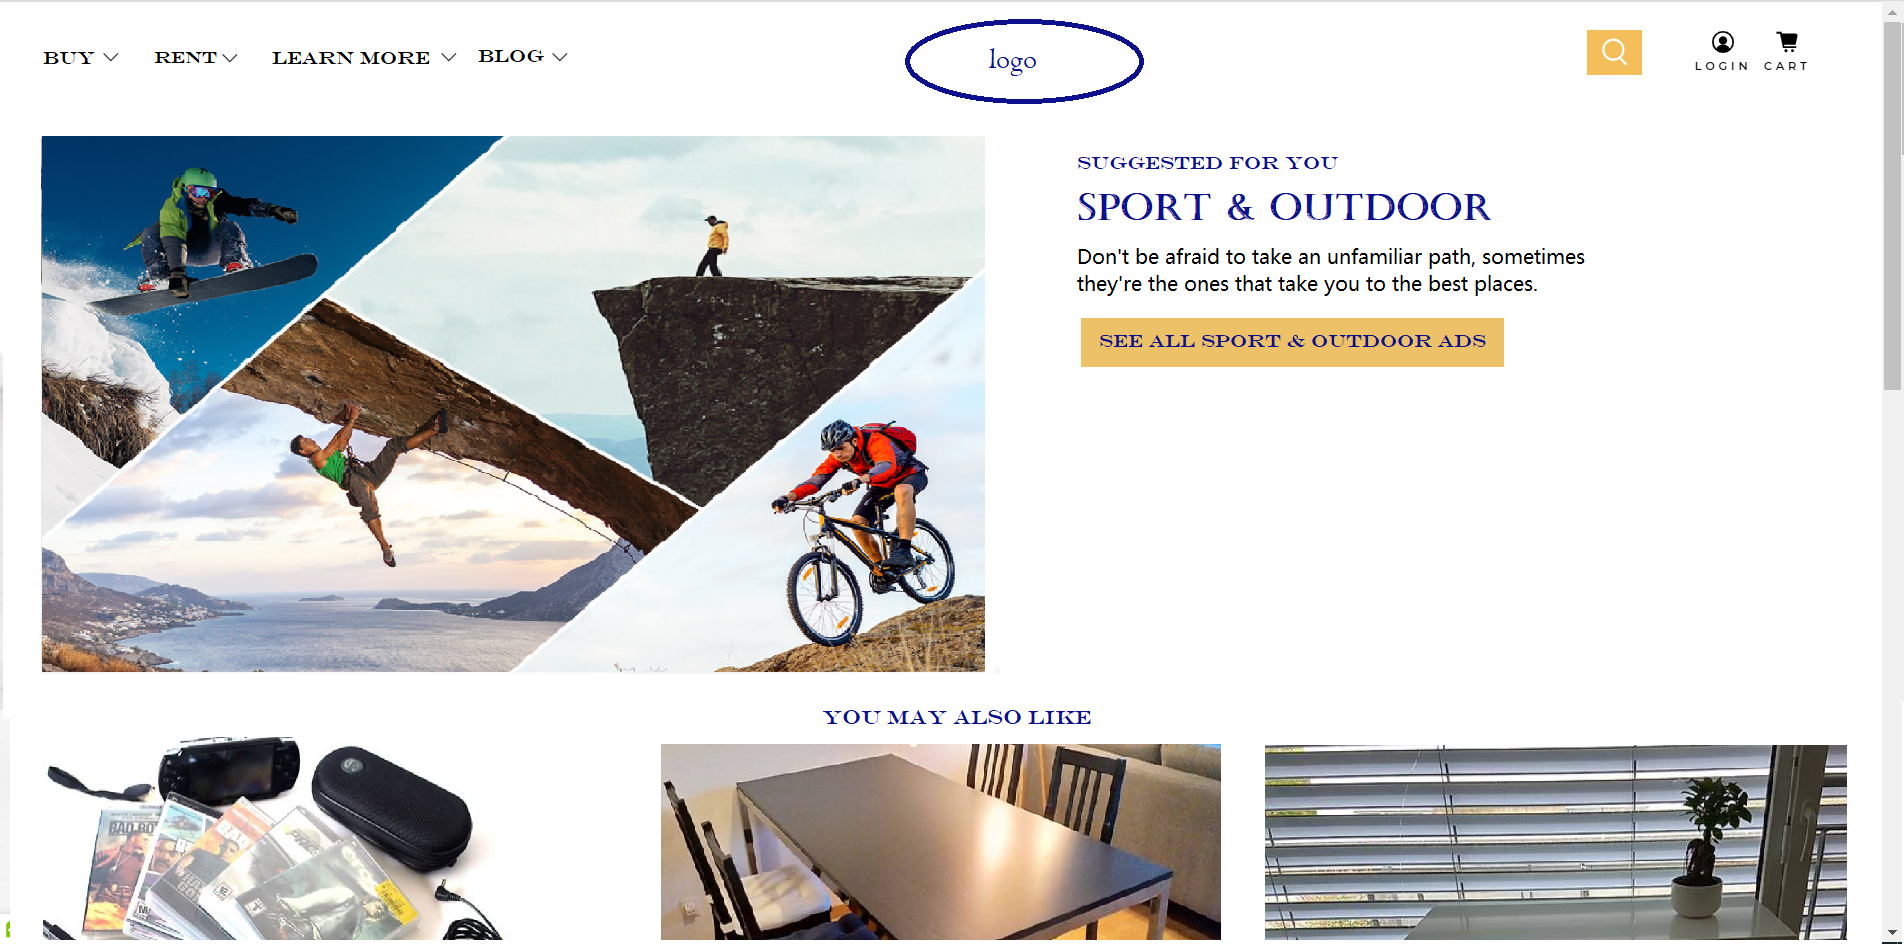 BUY
RENT
LEARN MORE
BLOG
logo
LOGIN
CART
SUGGESTED FOR YOU
SPORT & OUTDOOR
Don't be afraid to take an unfamiliar path, sometimes
they're the ones that take you to the best places.
SEE ALL SPORT & OUTDOOR ADS
YOU MAY ALSO LIKE
BAD BO